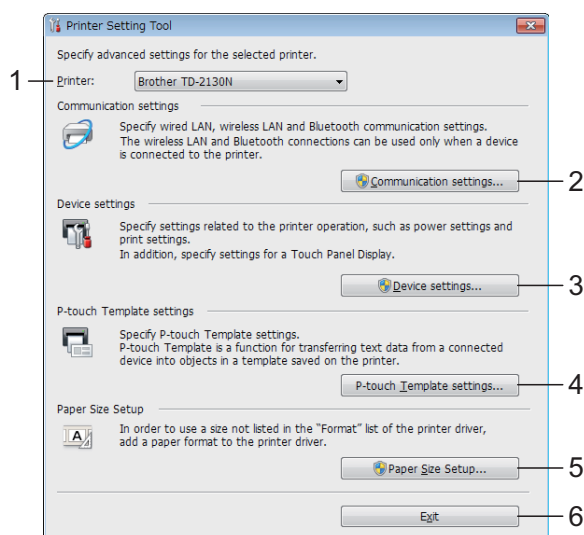 Printer Setting Tool
Specify advanced settings for the selected printer.
1 Printer: Brother TD-2130N
Communication settings
Specify wired LAN, wireless LAN and Bluetooth communication settings.
The wireless LAN and Bluetooth connections can be used only when a device
is connected to the printer.
Communication settings... 2
Device settings
Specify settings related to the printer operation, such as power settings and
print settings.
In addition, specify settings for a Touch Panel Display.
Device settings... 3
P-touch Template settings
Specify P-touch Template settings.
P-touch Template is a function for transferring text data from a connected
device into objects in a template saved on the printer.
P-touch Template settings... 4
Paper Size Setup
A
In order to use a size not listed in the "Format" list of the printer driver,
add a paper format to the printer driver.
Paper Size Setup... 5
Exit 6